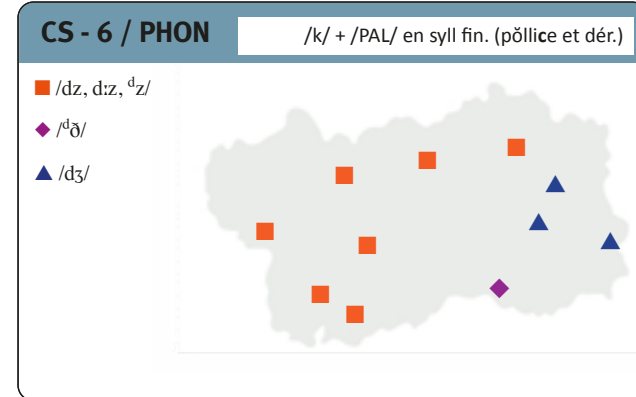 CS - 6 / PHON
/k/ + /PAL/ en syll fin. (pŏllice et dér.)
/dz, d:z, ᵈz/
/ᵈð/
/dʒ/